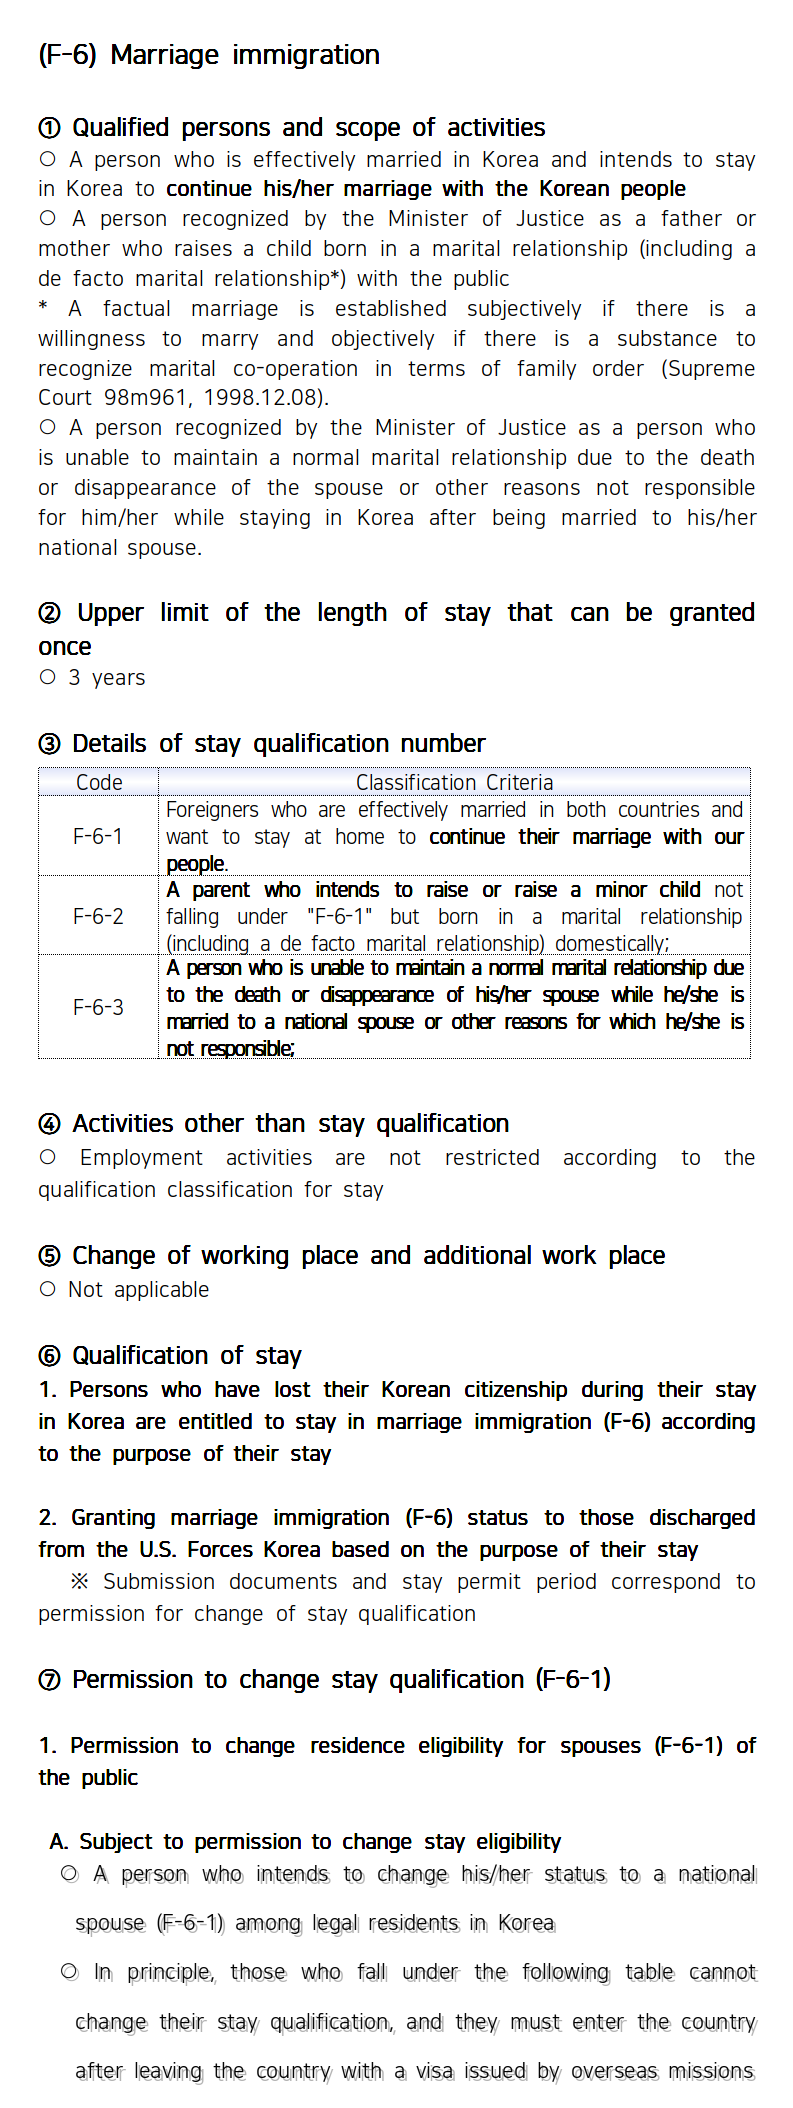 (F-6) Marriage immigration
① Qualified persons and scope of activities
○ A person who is effectively married in Korea and intends to stay
in Korea to continue his/her marriage with the Korean people
○ A person recognized by the Minister of Justice as a father or
mother who raises a child born in a marital relationship (including a
de facto marital relationship*) with the public
* A factual marriage is established subjectively if there is a
willingness to marry and objectively if there is a substance to
recognize marital co-operation in terms of family order (Supreme
Court 98m961, 1998.12.08).
○ A person recognized by the Minister of Justice as a person who
is unable to maintain a normal marital relationship due to the death
or disappearance of the spouse or other reasons not responsible
for him/her while staying in Korea after being married to his/her
national spouse.
② Upper limit of the length of stay that can be granted
once
○ 3 years
③ Details of stay qualification number
Code Classification Criteria
F-6-1
Foreigners who are effectively married in both countries and
want to stay at home to continue their marriage with our
people.
F-6-2
A parent who intends to raise or raise a minor child not
falling under "F-6-1" but born in a marital relationship
(including a de facto marital relationship) domestically;
F-6-3
A person who is unable to maintain a normal marital relationship due
to the death or disappearance of his/her spouse while he/she is
married to a national spouse or other reasons for which he/she is
not responsible;
④ Activities other than stay qualification
○ Employment activities are not restricted according to the
qualification classification for stay
⑤ Change of working place and additional work place
○ Not applicable
⑥ Qualification of stay
1. Persons who have lost their Korean citizenship during their stay
in Korea are entitled to stay in marriage immigration (F-6) according
to the purpose of their stay
2. Granting marriage immigration (F-6) status to those discharged
from the U.S. Forces Korea based on the purpose of their stay
※ Submission documents and stay permit period correspond to
permission for change of stay qualification
⑦ Permission to change stay qualification (F-6-1)
1. Permission to change residence eligibility for spouses (F-6-1) of
the public
A. Subject to permission to change stay eligibility
○ A person who intends to change his/her status to a national
spouse (F-6-1) among legal residents in Korea
○ In principle, those who fall under the following table cannot
change their stay qualification, and they must enter the country
after leaving the country with a visa issued by overseas missions